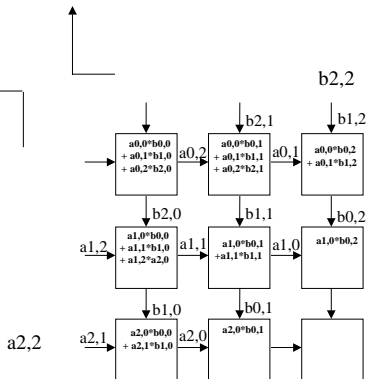 b2,2
b2,1
b1,2
a0,0*b0,0
+ a0,1*b1,0
+ a0,2*b2,0
a0,2
a0,0*b0,1
+ a0,1*b1,1
+ a0,2*b2,1
a0,1
a0,0*b0,2
+ a0,1*b1,2
b2,0
b1,1
b0,2
a1,2
a1,0*b0,0
+ a1,1*b1,0
+ a1,2*a2,0
a1,1
a1,0*b0,1
+a1,1*b1,1
a1,0
a1,0*b0,2
b1,0
b0,1
a2,2
a2,1
a2,0*b0,0
+ a2,1*b1,0
a2,0
a2,0*b0,1